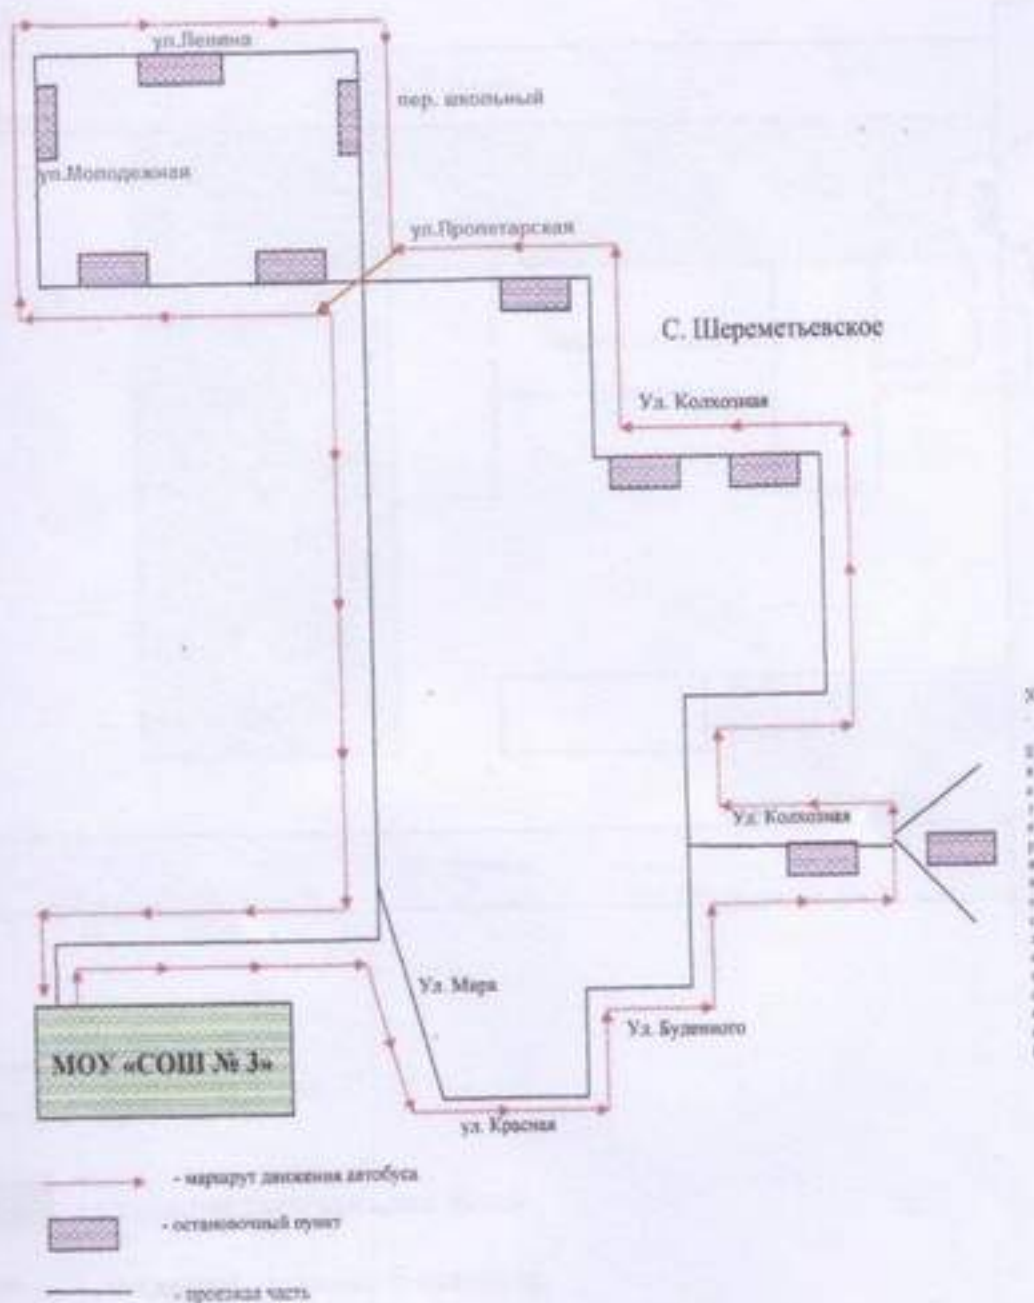 ул.Ленина
пер. школьный
ул.Молодежная
ул.Пролетарская
С. Шереметьевское
Ул. Колхозная
Ул. Колхозная
Ул. Мира
Ул. Буденного
МОУ «СОШ № 3»
ул. Красная
- маршрут движения автобуса
- остановочный пункт
- проезжая часть